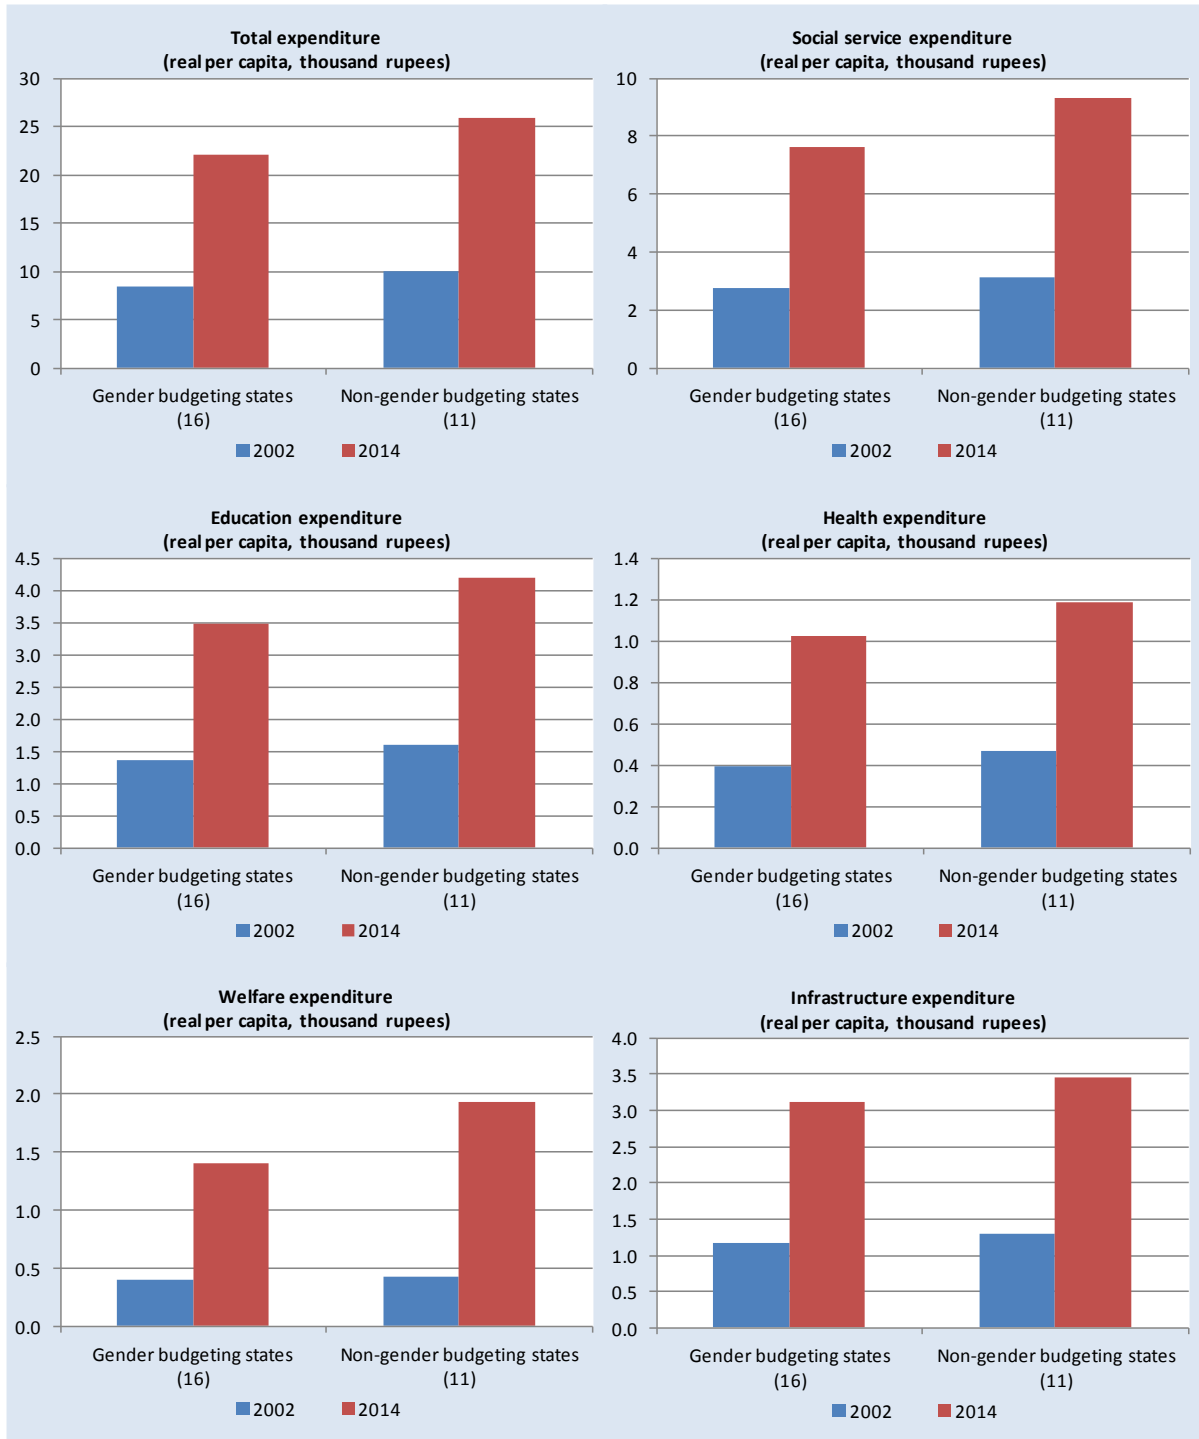 Total expenditure
(real per capita, thousand rupees)
30
25
20
15
10
5
0
Gender budgeting states
(16)
Non-gender budgeting states
(11)
2002
2014
Social service expenditure
(real per capita, thousand rupees)
10
8
6
4
2
0
Gender budgeting states
(16)
Non-gender budgeting states
(11)
2002
2014
Education expenditure
(real per capita, thousand rupees)
4.5
4.0
3.5
3.0
2.5
2.0
1.5
1.0
0.5
0.0
Gender budgeting states
(16)
Non-gender budgeting states
(11)
2002
2014
Health expenditure
(real per capita, thousand rupees)
1.4
1.2
1.0
0.8
0.6
0.4
0.2
0.0
Gender budgeting states
(16)
Non-gender budgeting states
(11)
2002
2014
Welfare expenditure
(real per capita, thousand rupees)
2.5
2.0
1.5
1.0
0.5
0.0
Gender budgeting states
(16)
Non-gender budgeting states
(11)
2002
2014
Infrastructure expenditure
(real per capita, thousand rupees)
4.0
3.5
3.0
2.5
2.0
1.5
1.0
0.5
0.0
Gender budgeting states
(16)
Non-gender budgeting states
(11)
2002
2014